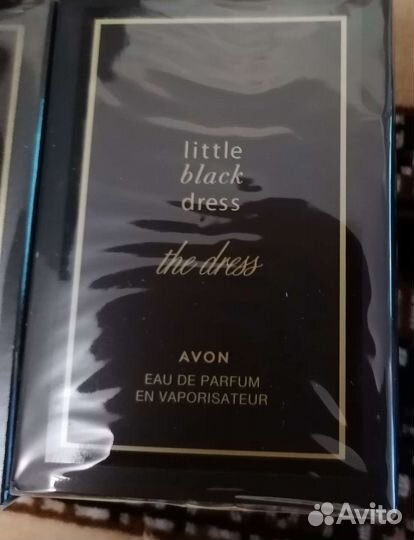 little
black
dress
the dress
AVON
EAU DE PARFUM
EN VAPORISATEUR
Avito